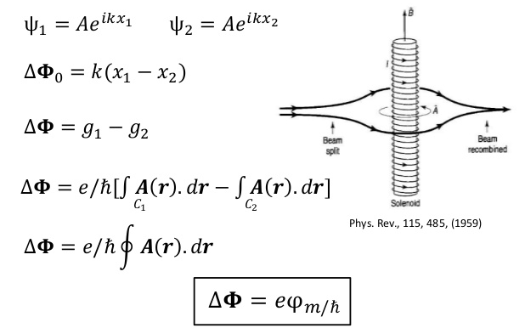 ψ₁ = Ae^{ikx₁}    ψ₂ = Ae^{ikx₂}
ΔΦ₀ = k(x₁ − x₂)
ΔΦ = g₁ − g₂
ΔΦ = e/ℏ[∫_{C₁} A(r). dr − ∫_{C₂} A(r). dr]
ΔΦ = e/ℏ ∮ A(r). dr
ΔΦ = eφ_{m/ℏ}
B
I
A
Beam split
Beam recombined
Solenoid
Phys. Rev., 115, 485, (1959)